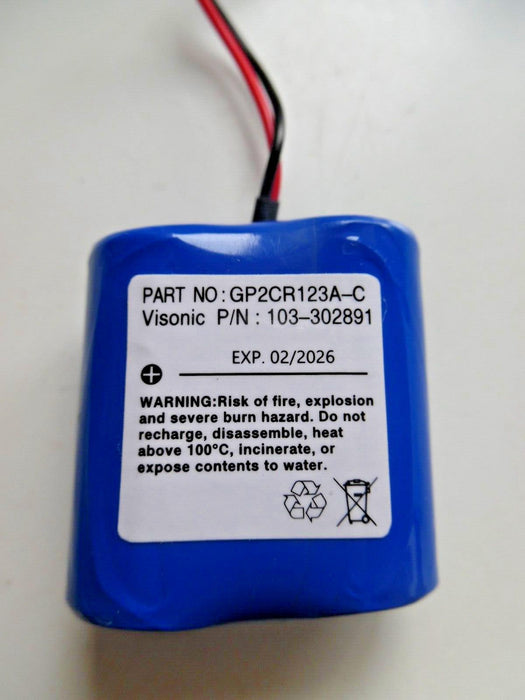 PART NO : GP2CR123A-C
Visonic P/N : 103-302891
EXP. 02/2026
WARNING:Risk of fire, explosion
and severe burn hazard. Do not
recharge, disassemble, heat
above 100°C, incinerate, or
expose contents to water.